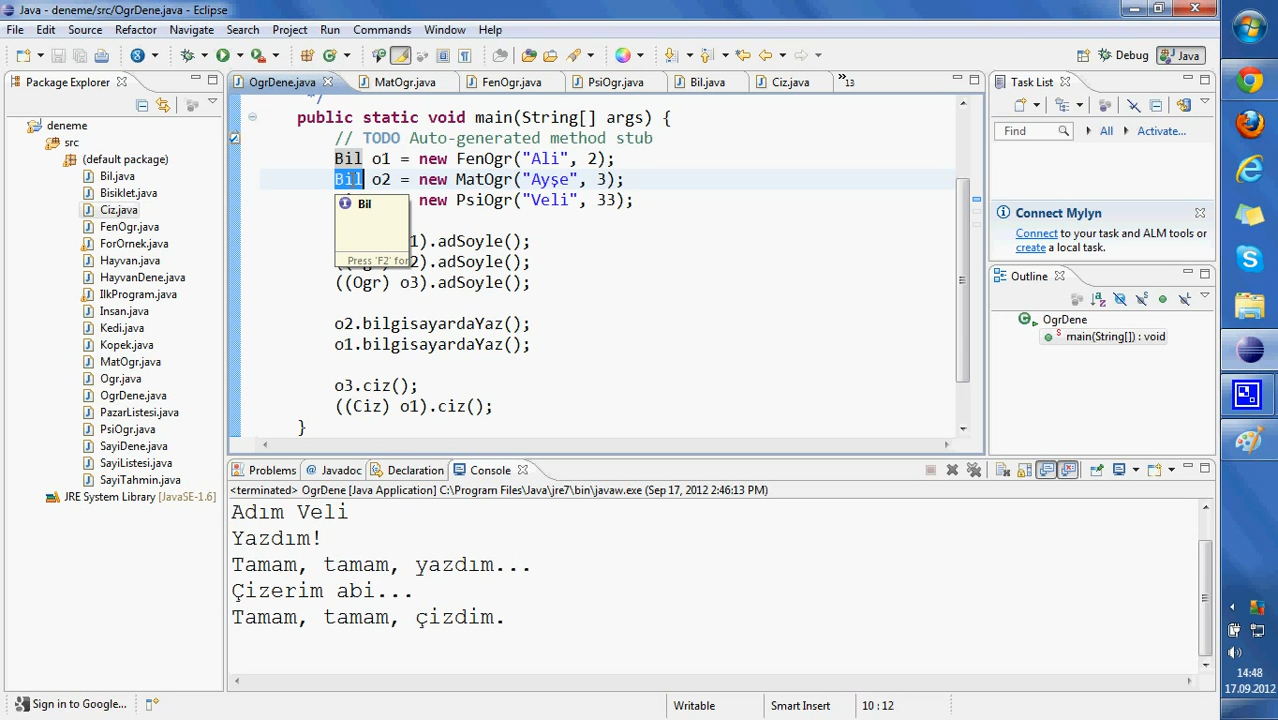 Java - deneme/src/OgrDene.java - Eclipse
File Edit Source Refactor Navigate Search Project Run Commands Window Help
Debug Java
Package Explorer
deneme
src
(default package)
Bil.java
Bisiklet.java
Ciz.java
FenOgr.java
ForOrnek.java
Hayvan.java
HayvanDene.java
IlkProgram.java
Insan.java
Kedi.java
Kopek.java
MatOgr.java
Ogr.java
OgrDene.java
PazarListesi.java
PsiOgr.java
SayiDene.java
SayiListesi.java
SayiTahmin.java
JRE System Library [JavaSE-1.6]
OgrDene.java MatOgr.java FenOgr.java PsiOgr.java Bil.java Ciz.java »13
*/
public static void main(String[] args) {
// TODO Auto-generated method stub
Bil o1 = new FenOgr("Ali", 2);
Bil o2 = new MatOgr("Ayşe", 3);
new PsiOgr("Veli", 33);
Bil
Press 'F2' for
1).adSoyle();
2).adSoyle();
((Ogr) o3).adSoyle();
o2.bilgisayardaYaz();
o1.bilgisayardaYaz();
o3.ciz();
((Ciz) o1).ciz();
}
Task List
Find All Activate...
Connect Mylyn
Connect to your task and ALM tools or
create a local task.
Outline
OgrDene
main(String[]) : void
Problems Javadoc Declaration Console
<terminated> OgrDene [Java Application] C:\Program Files\Java\jre7\bin\javaw.exe (Sep 17, 2012 2:46:13 PM)
Adım Veli
Yazdım!
Tamam, tamam, yazdım...
Çizerim abi...
Tamam, tamam, çizdim.
Sign in to Google...
Writable Smart Insert 10 : 12
14:48
17.09.2012